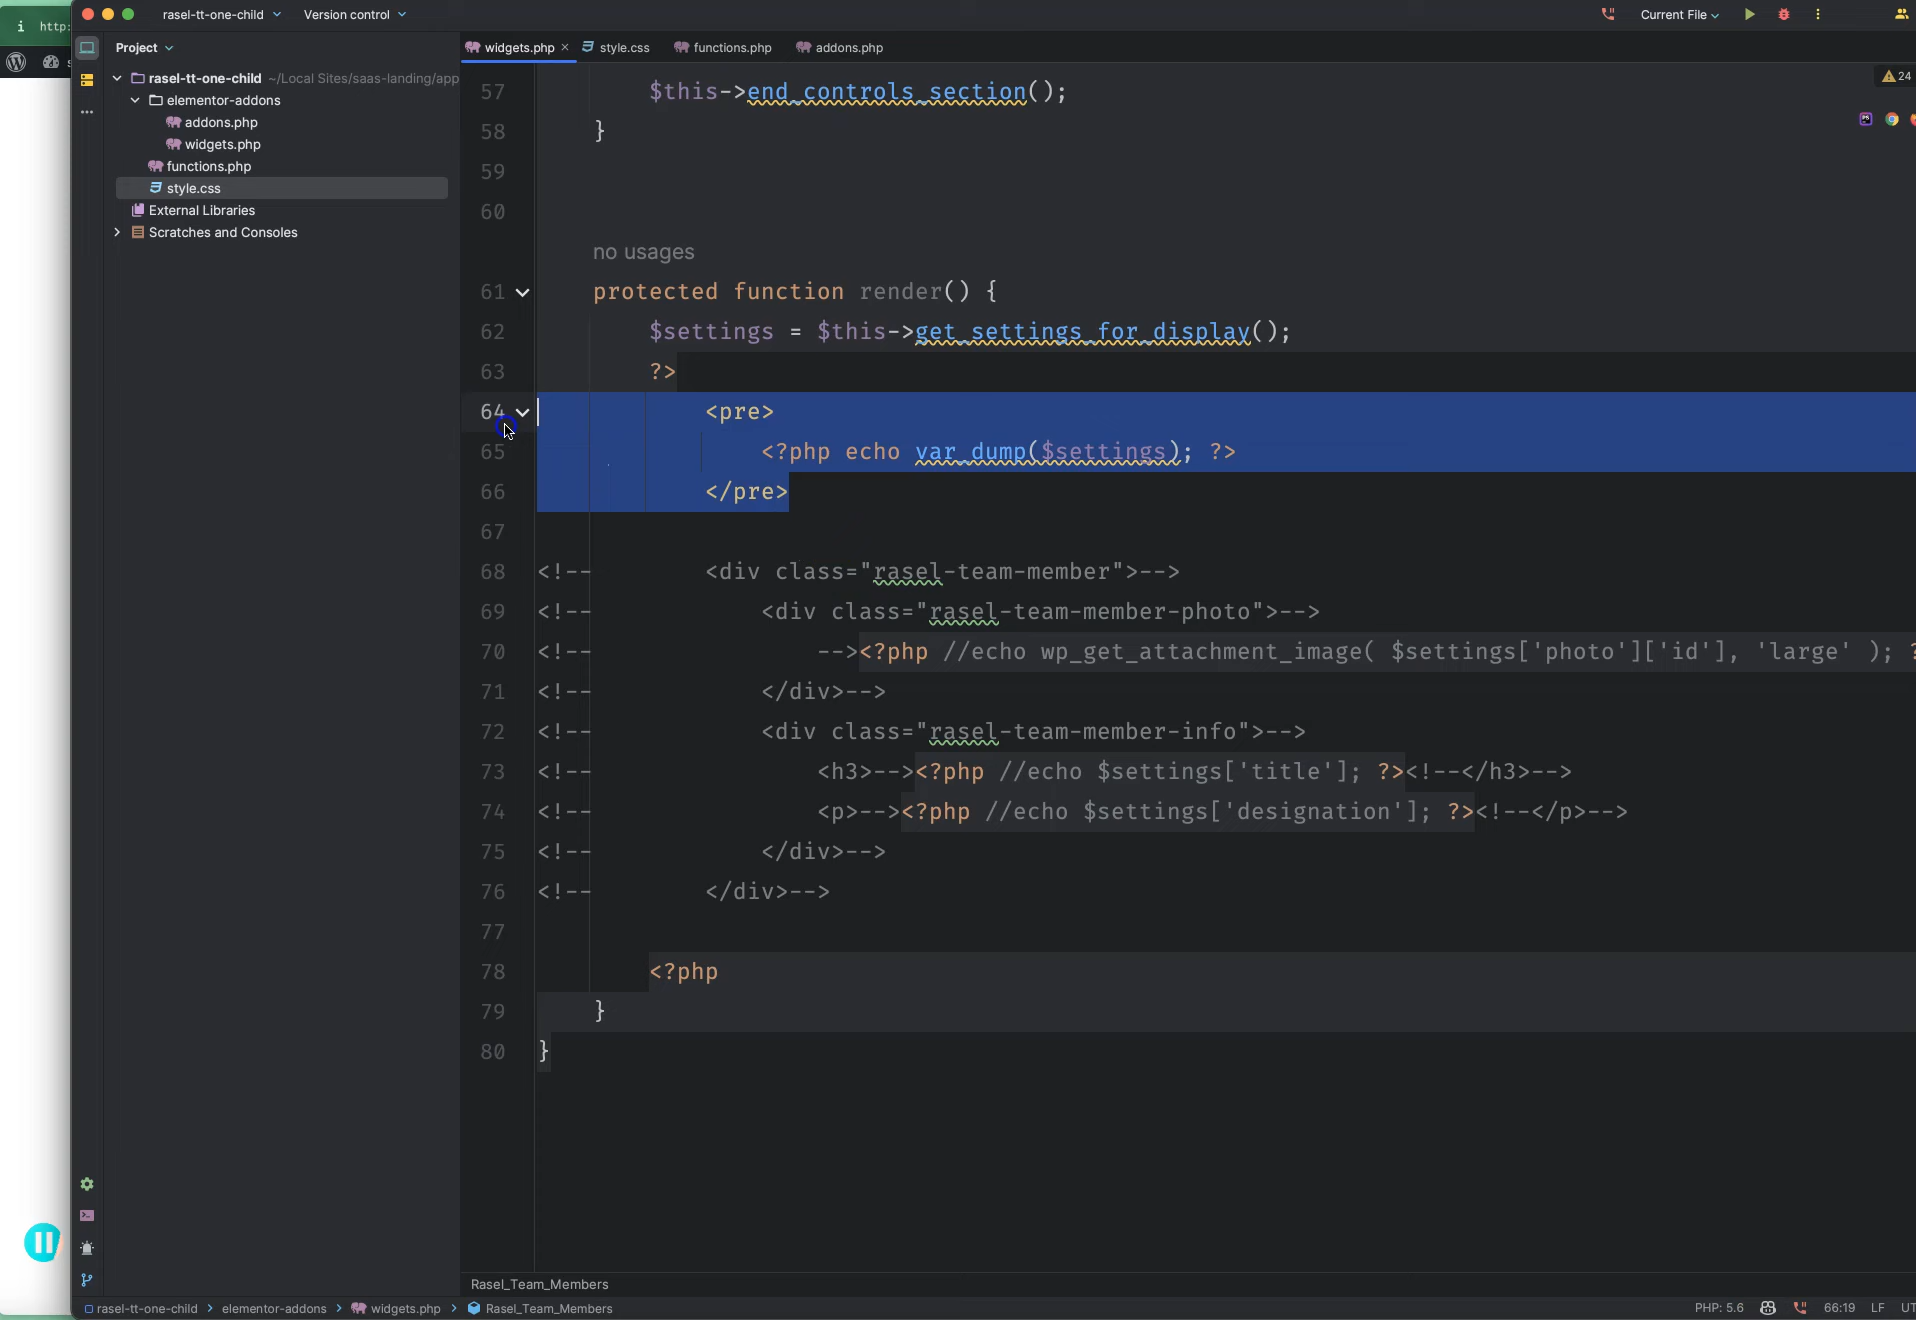 i http:
s
rasel-tt-one-child
Version control
Current File
Project
widgets.php
style.css
functions.php
addons.php
rasel-tt-one-child ~/Local Sites/saas-landing/app
elementor-addons
addons.php
widgets.php
functions.php
style.css
External Libraries
Scratches and Consoles
24
57 $this->end_controls_section();
58 }
59
60
no usages
61 protected function render() {
62 $settings = $this->get_settings_for_display();
63 ?>
64 <pre>
65 <?php echo var_dump($settings); ?>
66 </pre>
67
68 <!-- <div class="rasel-team-member">-->
69 <!-- <div class="rasel-team-member-photo">-->
70 <!-- --><?php //echo wp_get_attachment_image( $settings['photo']['id'], 'large' ); ?
71 <!-- </div>-->
72 <!-- <div class="rasel-team-member-info">-->
73 <!-- <h3>--><?php //echo $settings['title']; ?><!--</h3>-->
74 <!-- <p>--><?php //echo $settings['designation']; ?><!--</p>-->
75 <!-- </div>-->
76 <!-- </div>-->
77
78 <?php
79 }
80 }
Rasel_Team_Members
rasel-tt-one-child > elementor-addons > widgets.php > Rasel_Team_Members
PHP: 5.6 66:19 LF UT